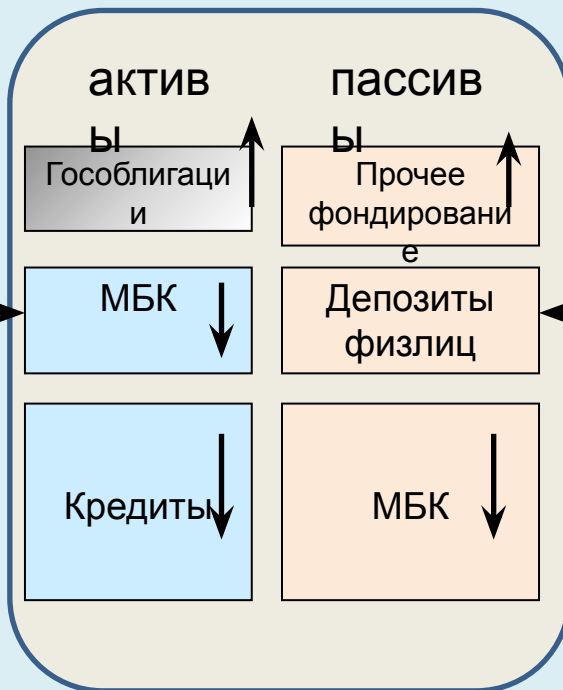 актив
ы
пассив
ы
Гособлигаци
и
Прочее
фондировани
е
МБК
Депозиты
физлиц
Кредиты
МБК